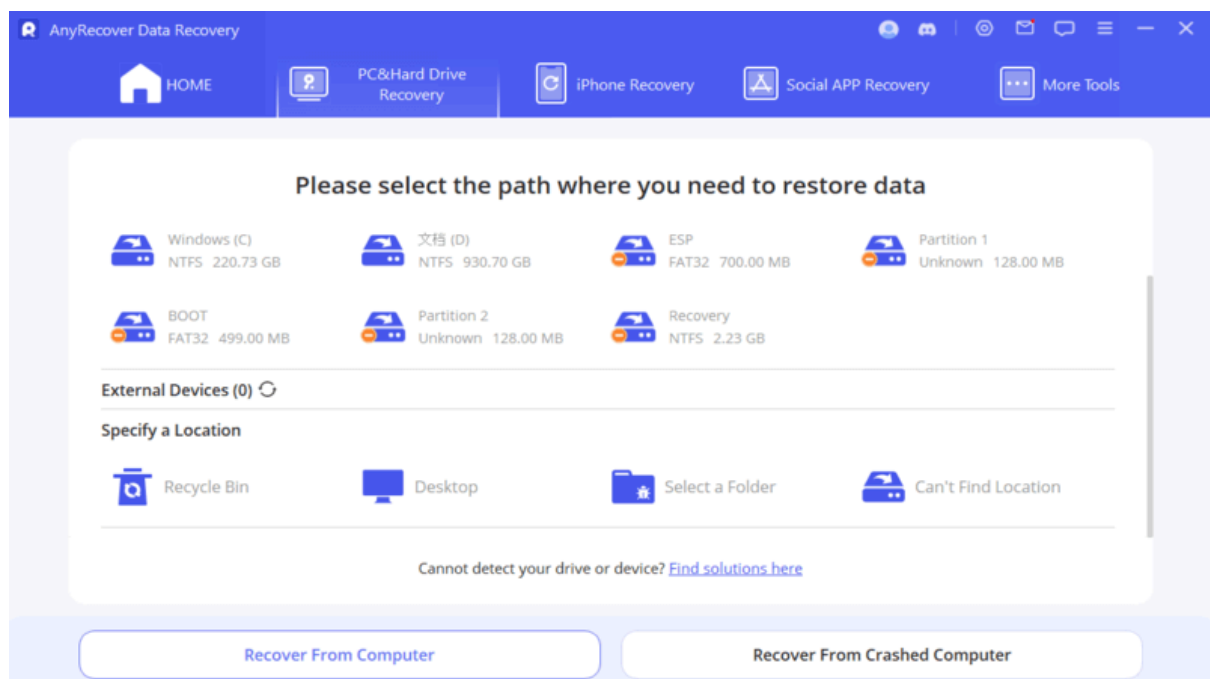 AnyRecover Data Recovery
HOME
PC&Hard Drive
Recovery
iPhone Recovery
Social APP Recovery
More Tools
Please select the path where you need to restore data
Windows (C)
NTFS 220.73 GB
文档 (D)
NTFS 930.70 GB
ESP
FAT32 700.00 MB
Partition 1
Unknown 128.00 MB
BOOT
FAT32 499.00 MB
Partition 2
Unknown 128.00 MB
Recovery
NTFS 2.23 GB
External Devices (0)
Specify a Location
Recycle Bin
Desktop
Select a Folder
Can't Find Location
Cannot detect your drive or device? Find solutions here
Recover From Computer
Recover From Crashed Computer